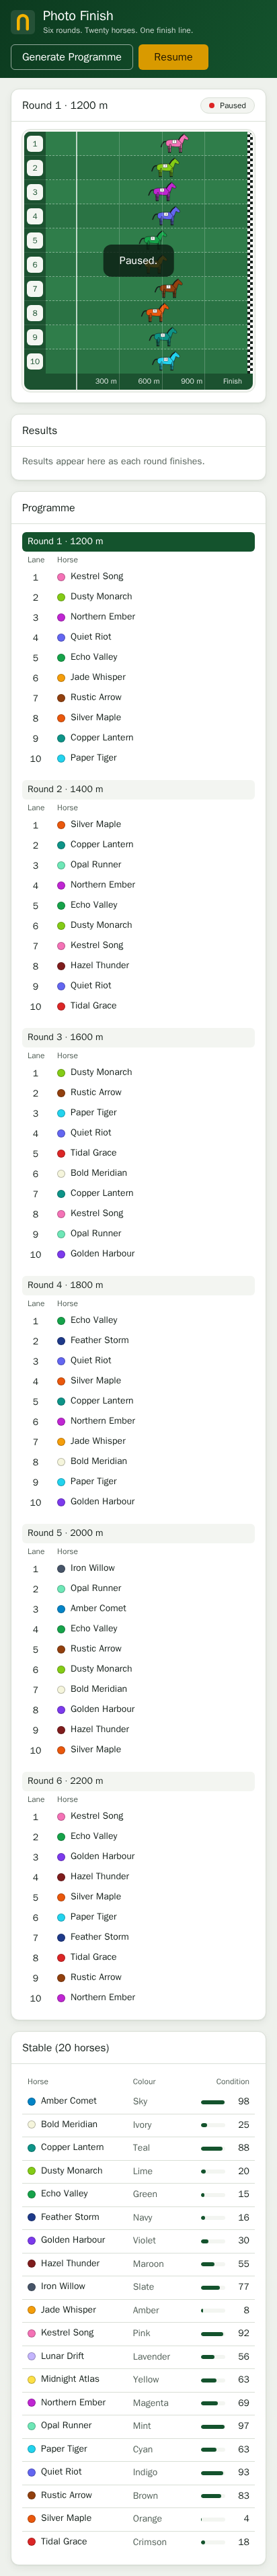 Photo Finish
Six rounds. Twenty horses. One finish line.
Generate Programme
Resume
Round 1 · 1200 m
Paused
1
2
3
4
5
6
7
8
9
10
Paused.
300 m 600 m 900 m Finish
Results
Results appear here as each round finishes.
Programme
Round 1 · 1200 m
Lane Horse
1 Kestrel Song
2 Dusty Monarch
3 Northern Ember
4 Quiet Riot
5 Echo Valley
6 Jade Whisper
7 Rustic Arrow
8 Silver Maple
9 Copper Lantern
10 Paper Tiger
Round 2 · 1400 m
Lane Horse
1 Silver Maple
2 Copper Lantern
3 Opal Runner
4 Northern Ember
5 Echo Valley
6 Dusty Monarch
7 Kestrel Song
8 Hazel Thunder
9 Quiet Riot
10 Tidal Grace
Round 3 · 1600 m
Lane Horse
1 Dusty Monarch
2 Rustic Arrow
3 Paper Tiger
4 Quiet Riot
5 Tidal Grace
6 Bold Meridian
7 Copper Lantern
8 Kestrel Song
9 Opal Runner
10 Golden Harbour
Round 4 · 1800 m
Lane Horse
1 Echo Valley
2 Feather Storm
3 Quiet Riot
4 Silver Maple
5 Copper Lantern
6 Northern Ember
7 Jade Whisper
8 Bold Meridian
9 Paper Tiger
10 Golden Harbour
Round 5 · 2000 m
Lane Horse
1 Iron Willow
2 Opal Runner
3 Amber Comet
4 Echo Valley
5 Rustic Arrow
6 Dusty Monarch
7 Bold Meridian
8 Golden Harbour
9 Hazel Thunder
10 Silver Maple
Round 6 · 2200 m
Lane Horse
1 Kestrel Song
2 Echo Valley
3 Golden Harbour
4 Hazel Thunder
5 Silver Maple
6 Paper Tiger
7 Feather Storm
8 Tidal Grace
9 Rustic Arrow
10 Northern Ember
Stable (20 horses)
Horse Colour Condition
Amber Comet Sky 98
Bold Meridian Ivory 25
Copper Lantern Teal 88
Dusty Monarch Lime 20
Echo Valley Green 15
Feather Storm Navy 16
Golden Harbour Violet 30
Hazel Thunder Maroon 55
Iron Willow Slate 77
Jade Whisper Amber 8
Kestrel Song Pink 92
Lunar Drift Lavender 56
Midnight Atlas Yellow 63
Northern Ember Magenta 69
Opal Runner Mint 97
Paper Tiger Cyan 63
Quiet Riot Indigo 93
Rustic Arrow Brown 83
Silver Maple Orange 4
Tidal Grace Crimson 18